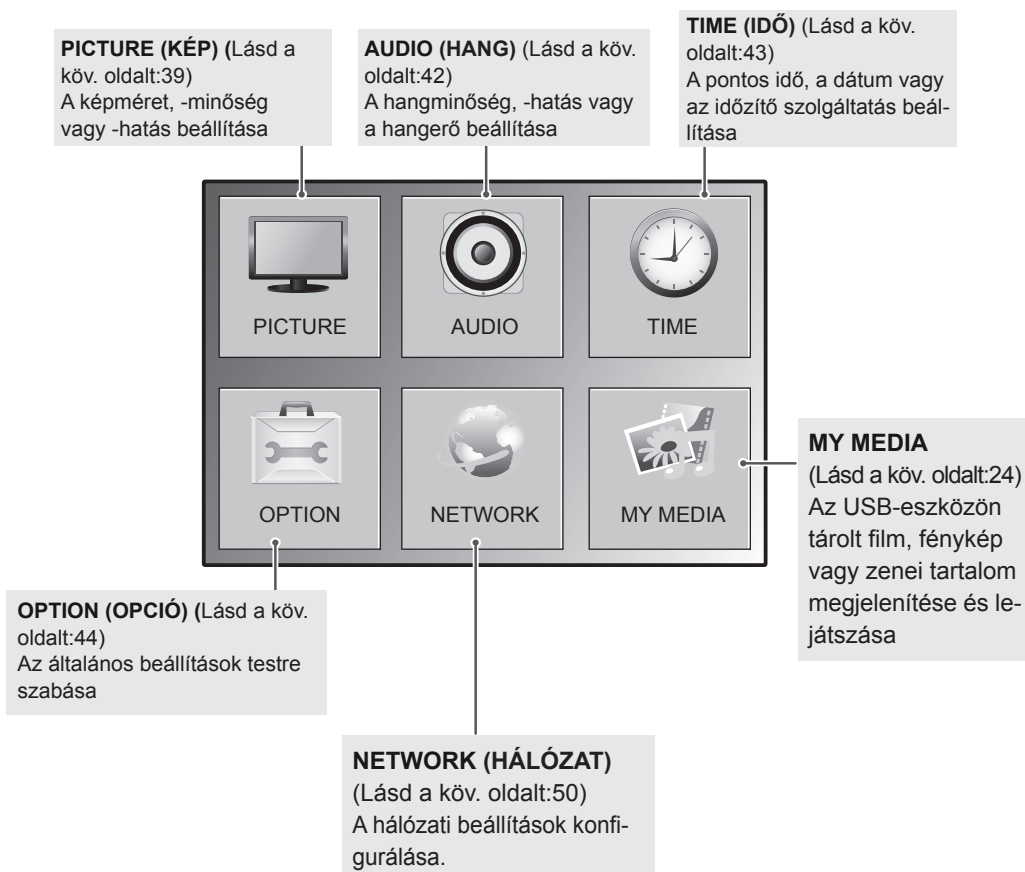 PICTURE (KÉP) (Lásd a
köv. oldalt:39)
A képméret, -minőség
vagy -hatás beállítása
AUDIO (HANG) (Lásd a köv.
oldalt:42)
A hangminőség, -hatás vagy
a hangerő beállítása
TIME (IDŐ) (Lásd a köv.
oldalt:43)
A pontos idő, a dátum vagy
az időzítő szolgáltatás beál-
lítása
PICTURE
AUDIO
TIME
OPTION
NETWORK
MY MEDIA
MY MEDIA
(Lásd a köv. oldalt:24)
Az USB-eszközön
tárolt film, fénykép
vagy zenei tartalom
megjelenítése és le-
játszása
OPTION (OPCIÓ) (Lásd a köv.
oldalt:44)
Az általános beállítások testre
szabása
NETWORK (HÁLÓZAT)
(Lásd a köv. oldalt:50)
A hálózati beállítások konfi-
gurálása.